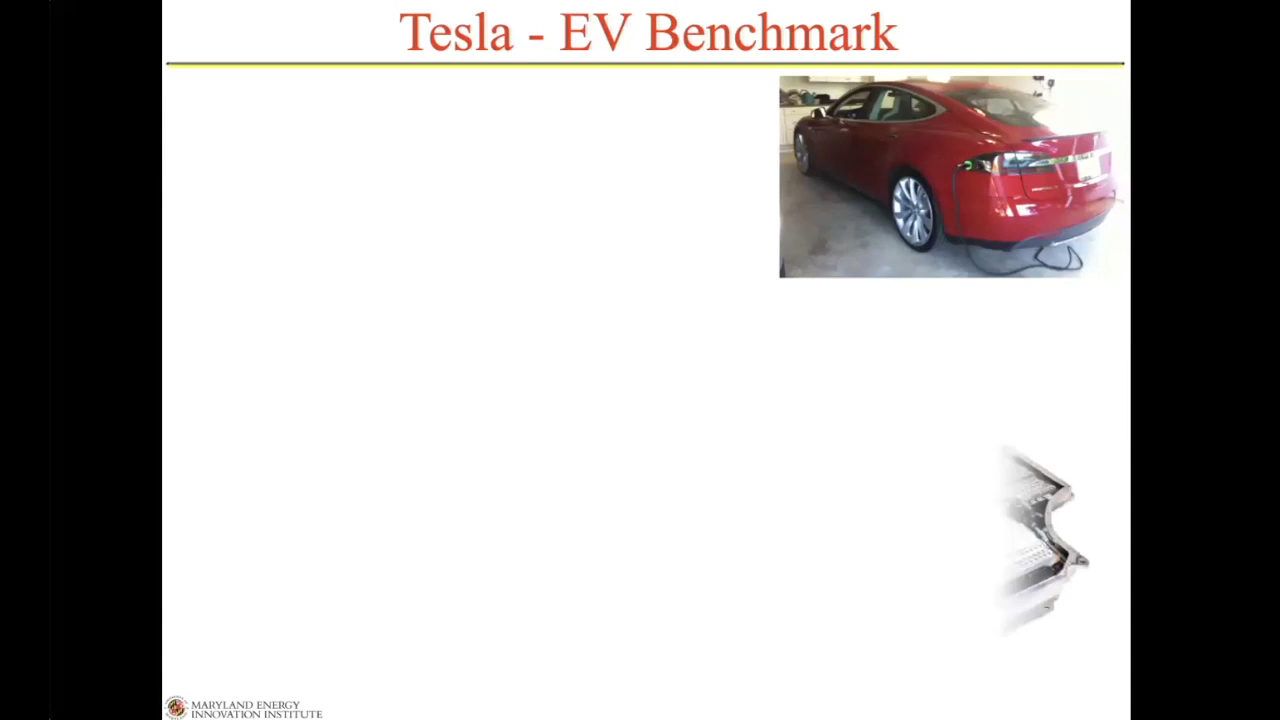 Tesla - EV Benchmark
MARYLAND ENERGY
INNOVATION INSTITUTE